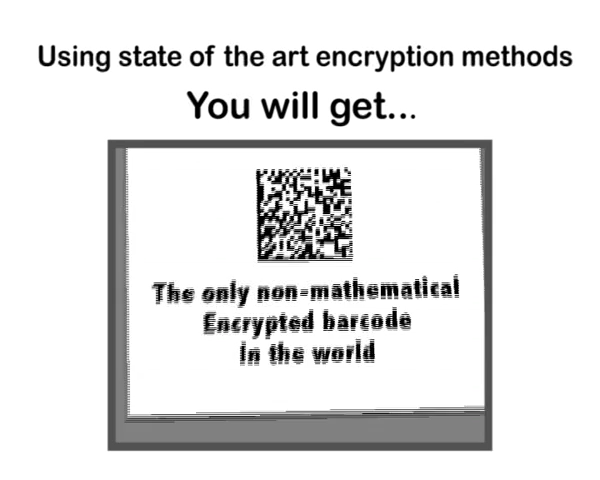 Using state of the art encryption methods
You will get...
The only non-mathematical
Encrypted barcode
in the world